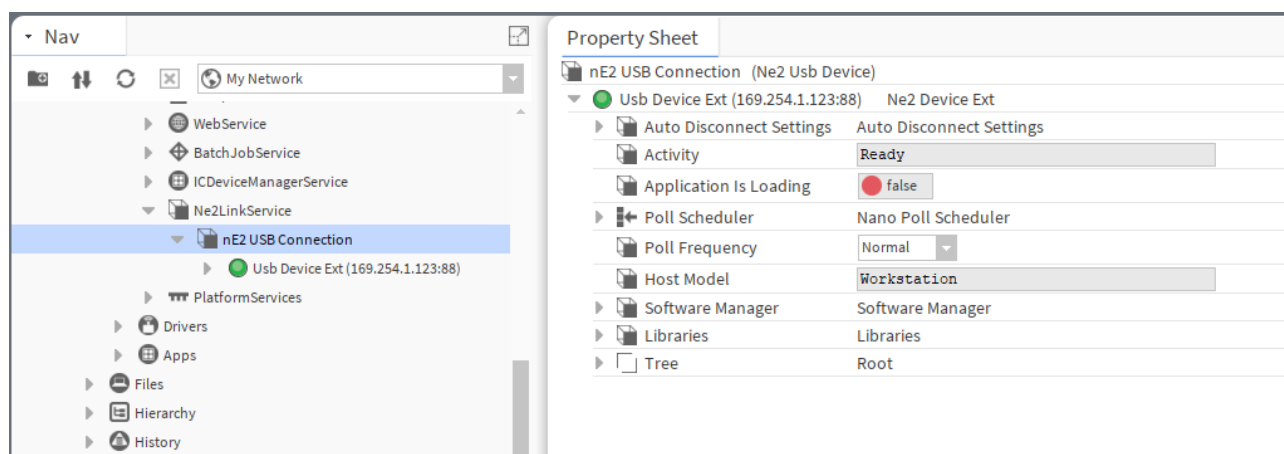 Nav
My Network
WebService
BatchJobService
ICDeviceManagerService
Ne2LinkService
nE2 USB Connection
Usb Device Ext (169.254.1.123:88)
PlatformServices
Drivers
Apps
Files
Hierarchy
History
Property Sheet
nE2 USB Connection (Ne2 Usb Device)
Usb Device Ext (169.254.1.123:88) Ne2 Device Ext
Auto Disconnect Settings Auto Disconnect Settings
Activity Ready
Application Is Loading false
Poll Scheduler Nano Poll Scheduler
Poll Frequency Normal
Host Model Workstation
Software Manager Software Manager
Libraries Libraries
Tree Root